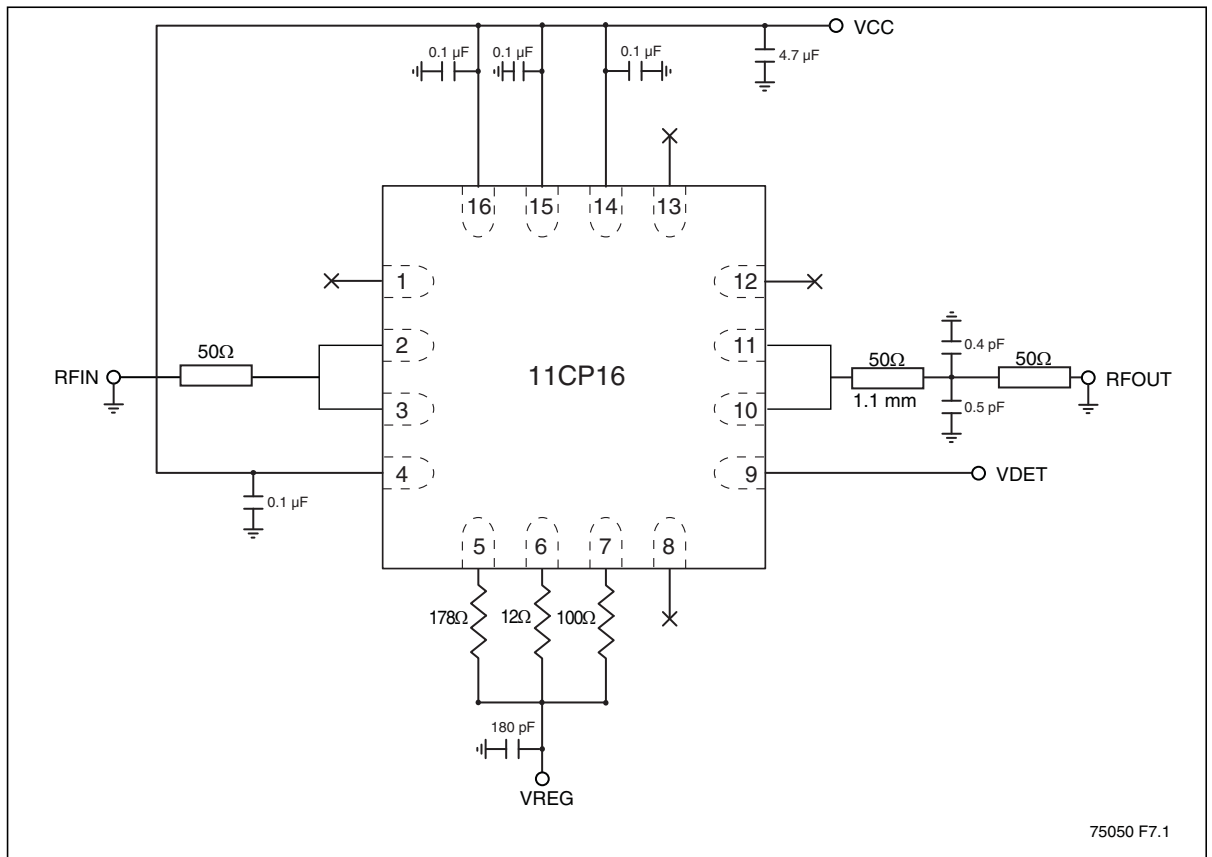 VCC
0.1 µF
0.1 µF
0.1 µF
4.7 µF
16
15
14
13
1
12
2
11
50Ω
0.4 pF
RFIN
11CP16
50Ω
50Ω
RFOUT
1.1 mm
0.5 pF
3
10
4
9
VDET
0.1 µF
5
6
7
8
178Ω
12Ω
100Ω
180 pF
VREG
75050 F7.1